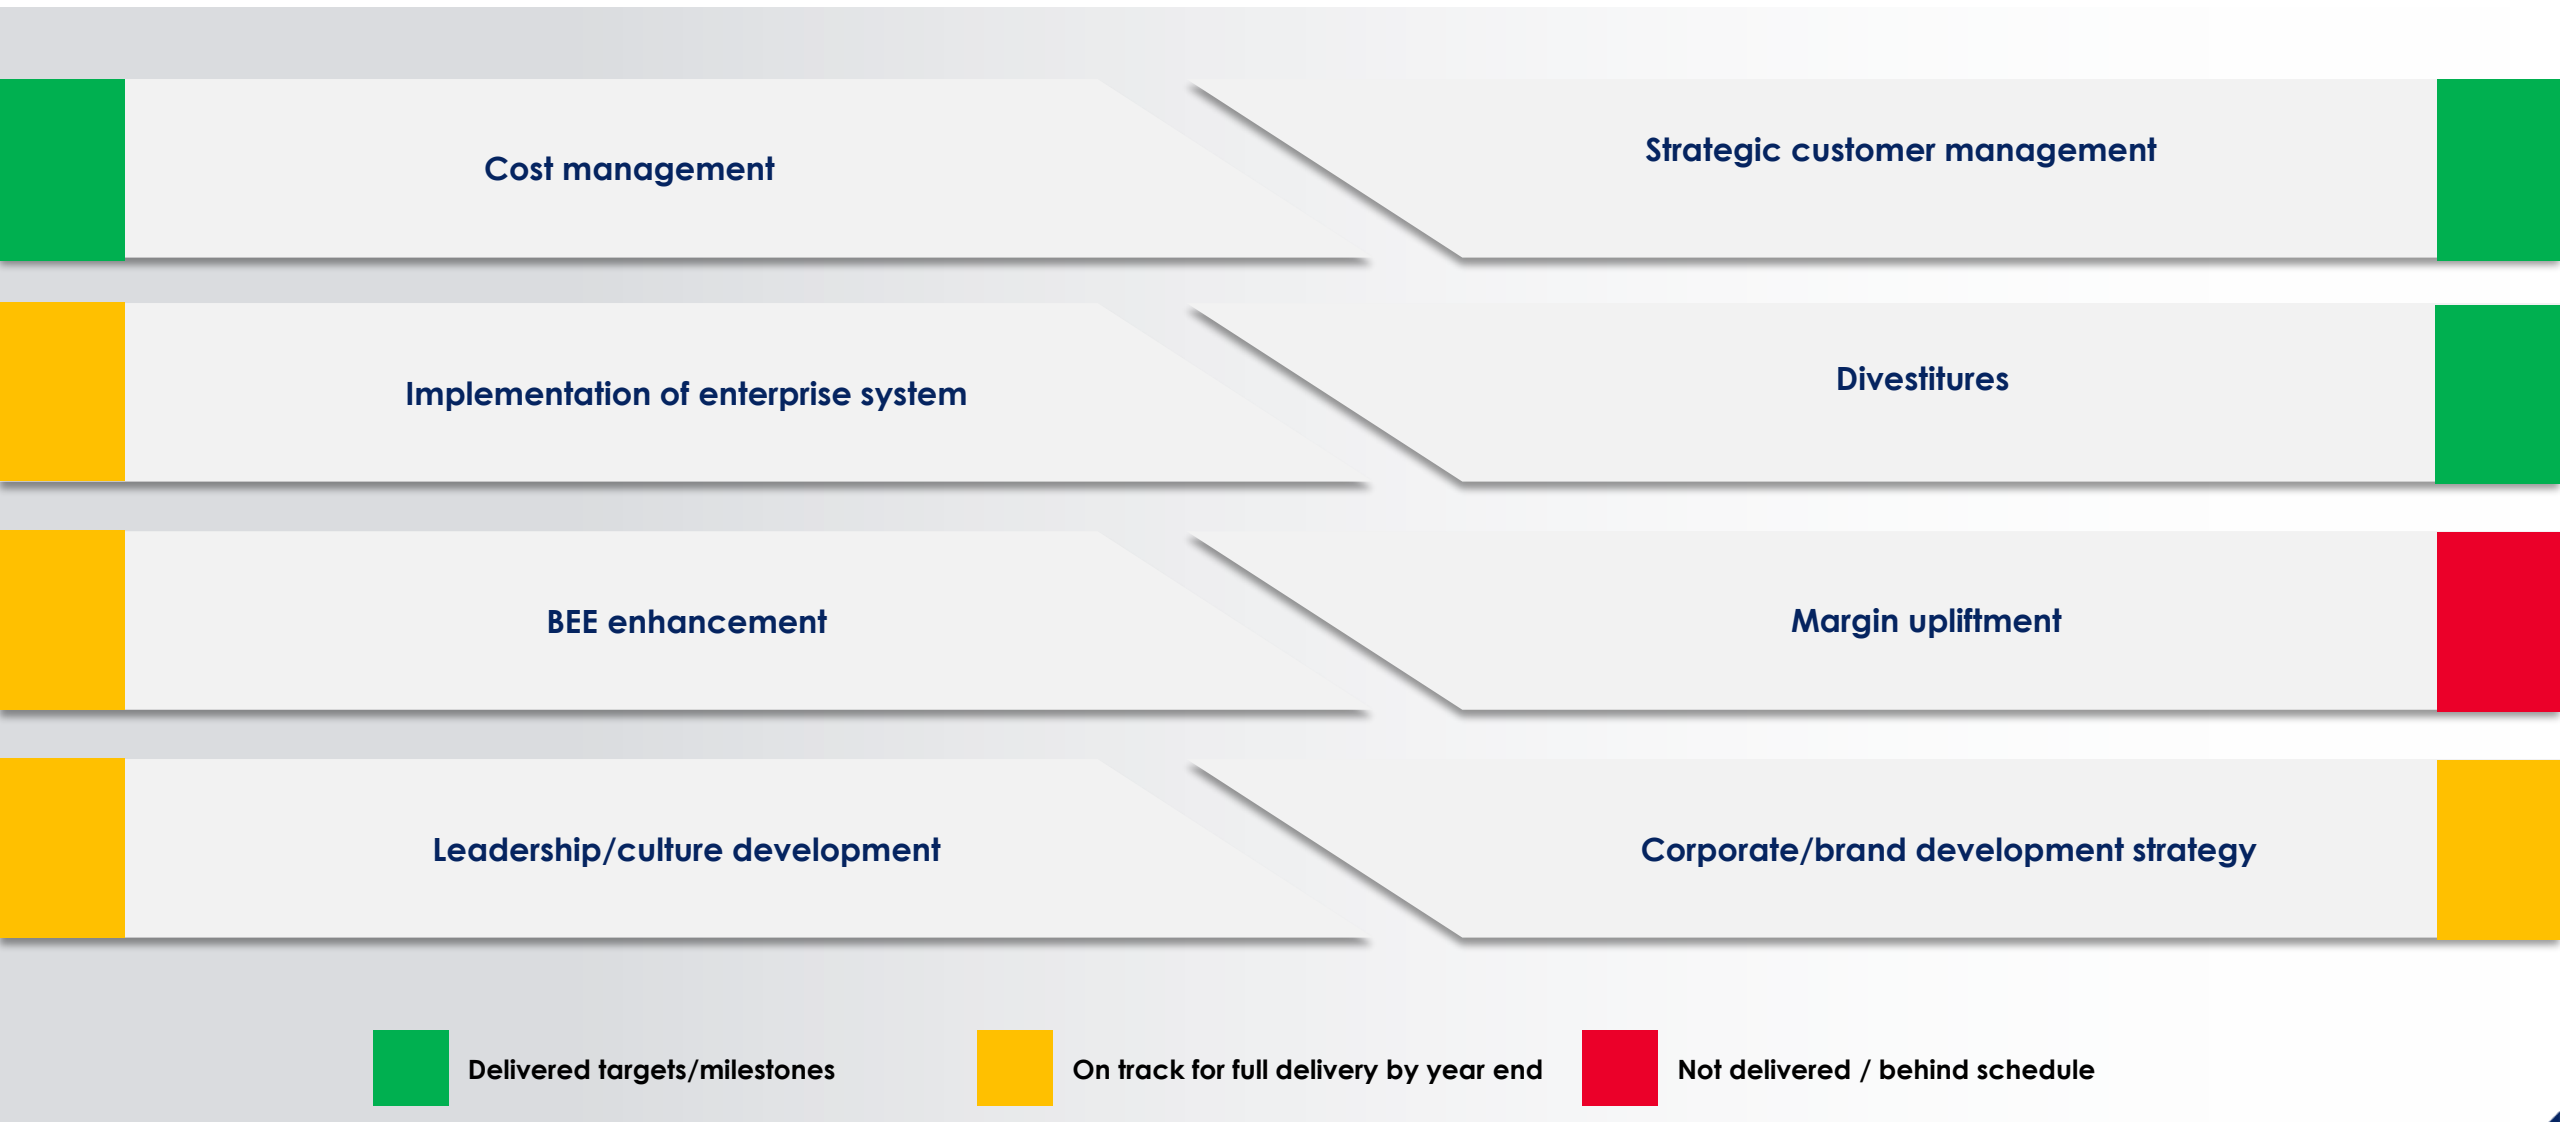 Cost management
Strategic customer management
Implementation of enterprise system
Divestitures
BEE enhancement
Margin upliftment
Leadership/culture development
Corporate/brand development strategy
Delivered targets/milestones
On track for full delivery by year end
Not delivered / behind schedule